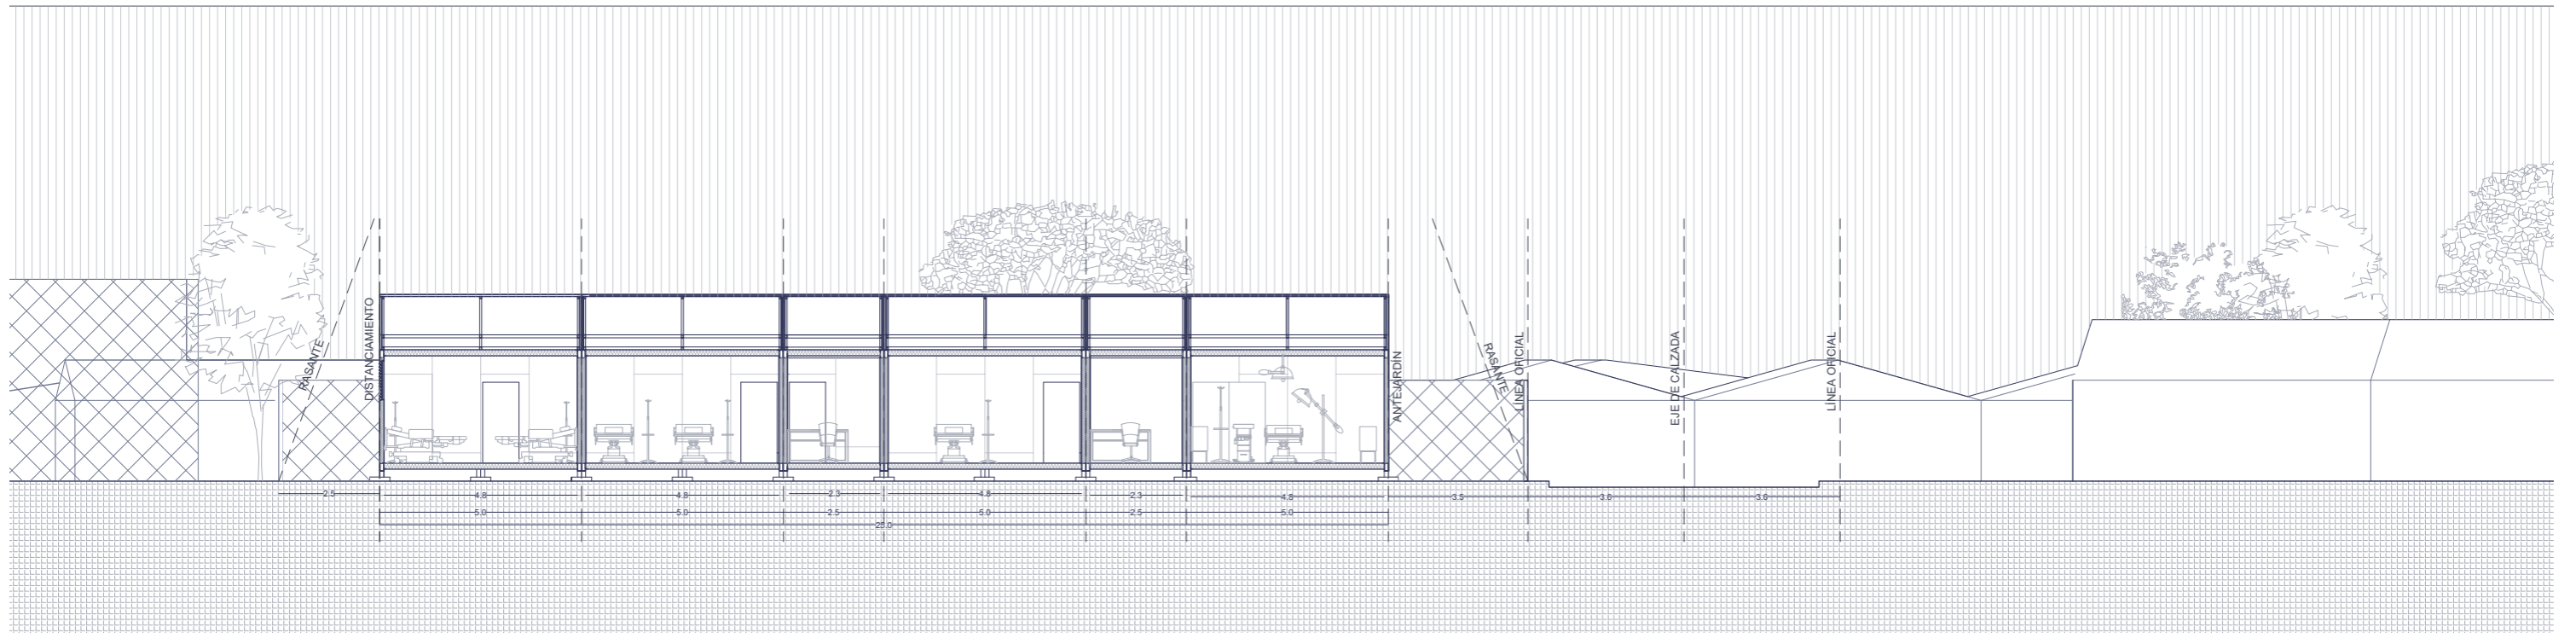 RASANTE
DISTANCIAMIENTO
ANTEJARDÍN
RASANTE
LÍNEA OFICIAL
EJE DE CALZADA
LÍNEA OFICIAL
2.5 4.8 4.8 2.3 4.8 2.3 4.8 3.5 3.6 3.6
5.0 5.0 2.5 5.0 2.5 5.0
25.0